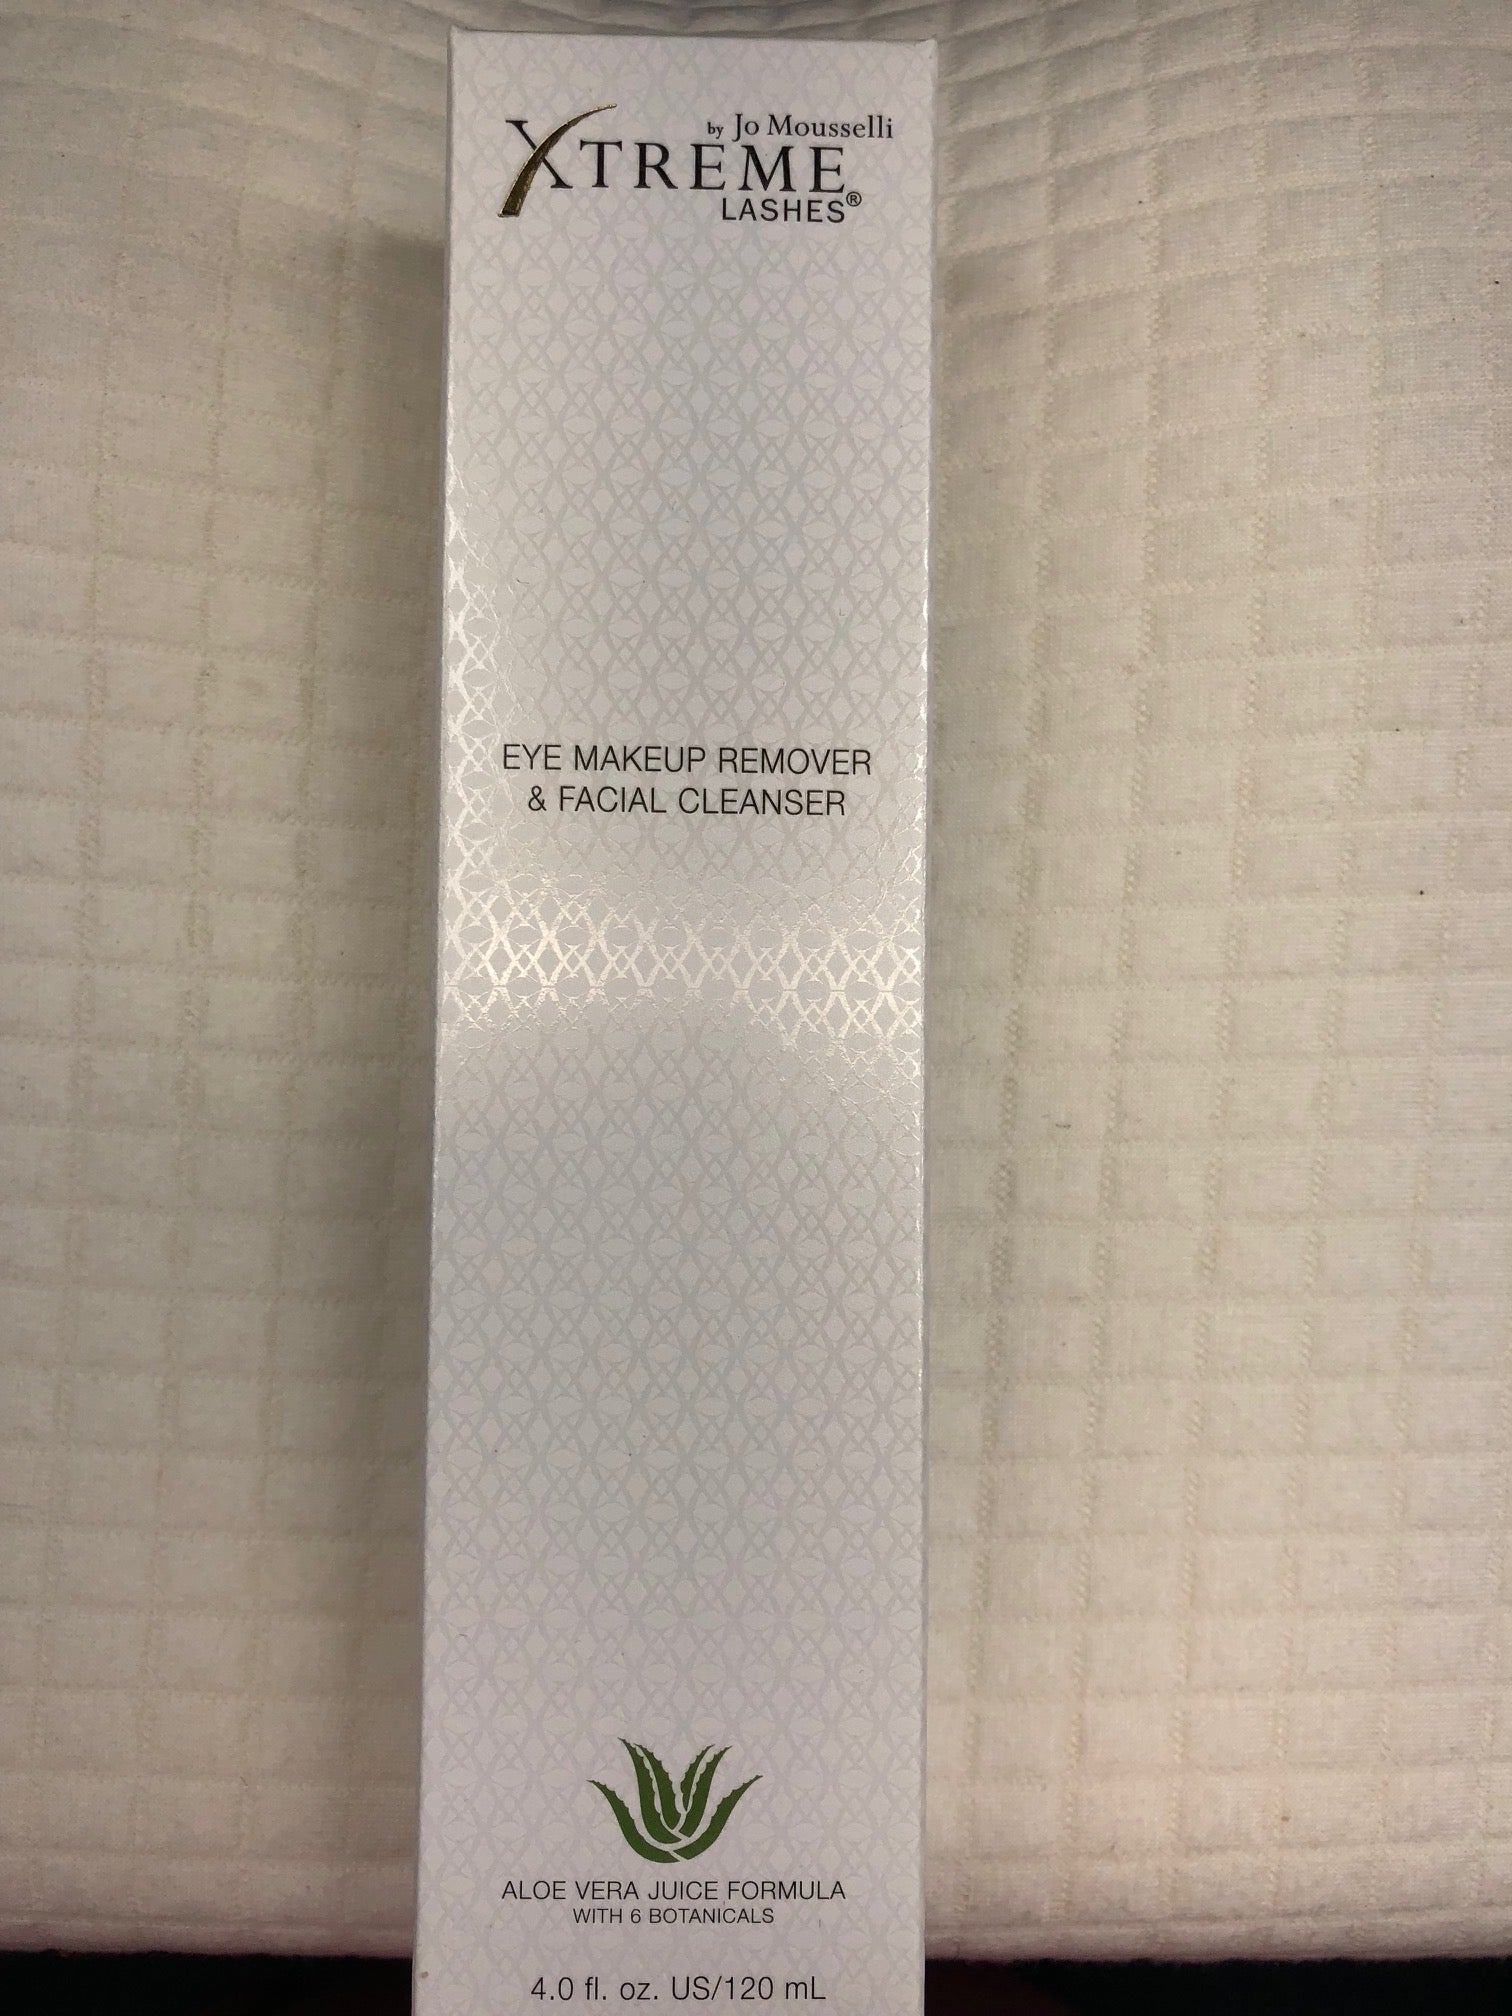 by Jo Mousselli
XTREME
LASHES®
EYE MAKEUP REMOVER
& FACIAL CLEANSER
ALOE VERA JUICE FORMULA
WITH 6 BOTANICALS
4.0 fl. oz. US/120 mL